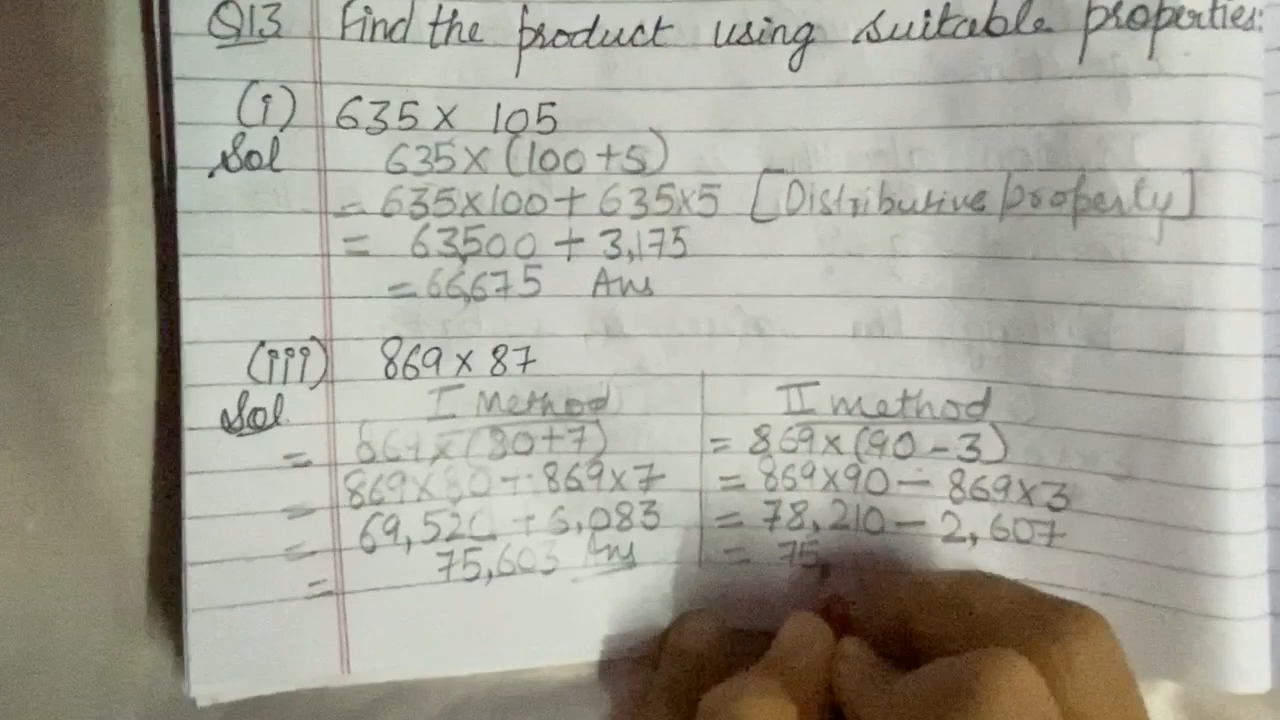 Q13 Find the product using suitable properties:
(i) 635 × 105
Sol 635 × (100 + 5)
= 635×100 + 635×5 [Distributive property]
= 63,500 + 3,175
= 66,675 Ans
(iii) 869 × 87
Sol.
I Method
= 869 × (80+7)
= 869×80 + 869×7
= 69,520 + 6,083
= 75,603 Ans
II method
= 869×(90 – 3)
= 869×90 – 869×3
= 78,210 – 2,607
= 75,